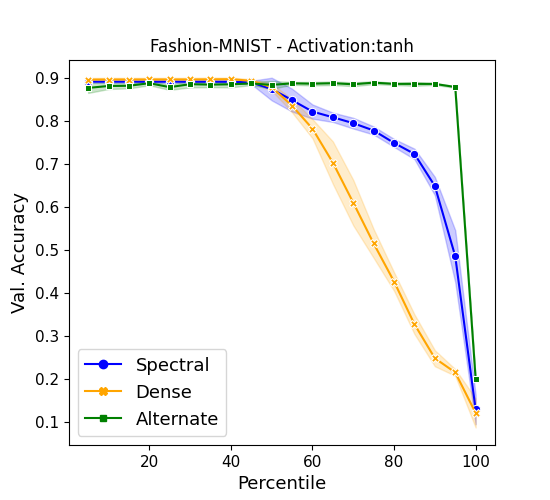 Fashion-MNIST - Activation:tanh
Val. Accuracy
0.9
0.8
0.7
0.6
0.5
0.4
0.3
0.2
0.1
Spectral
Dense
Alternate
20 40 60 80 100
Percentile